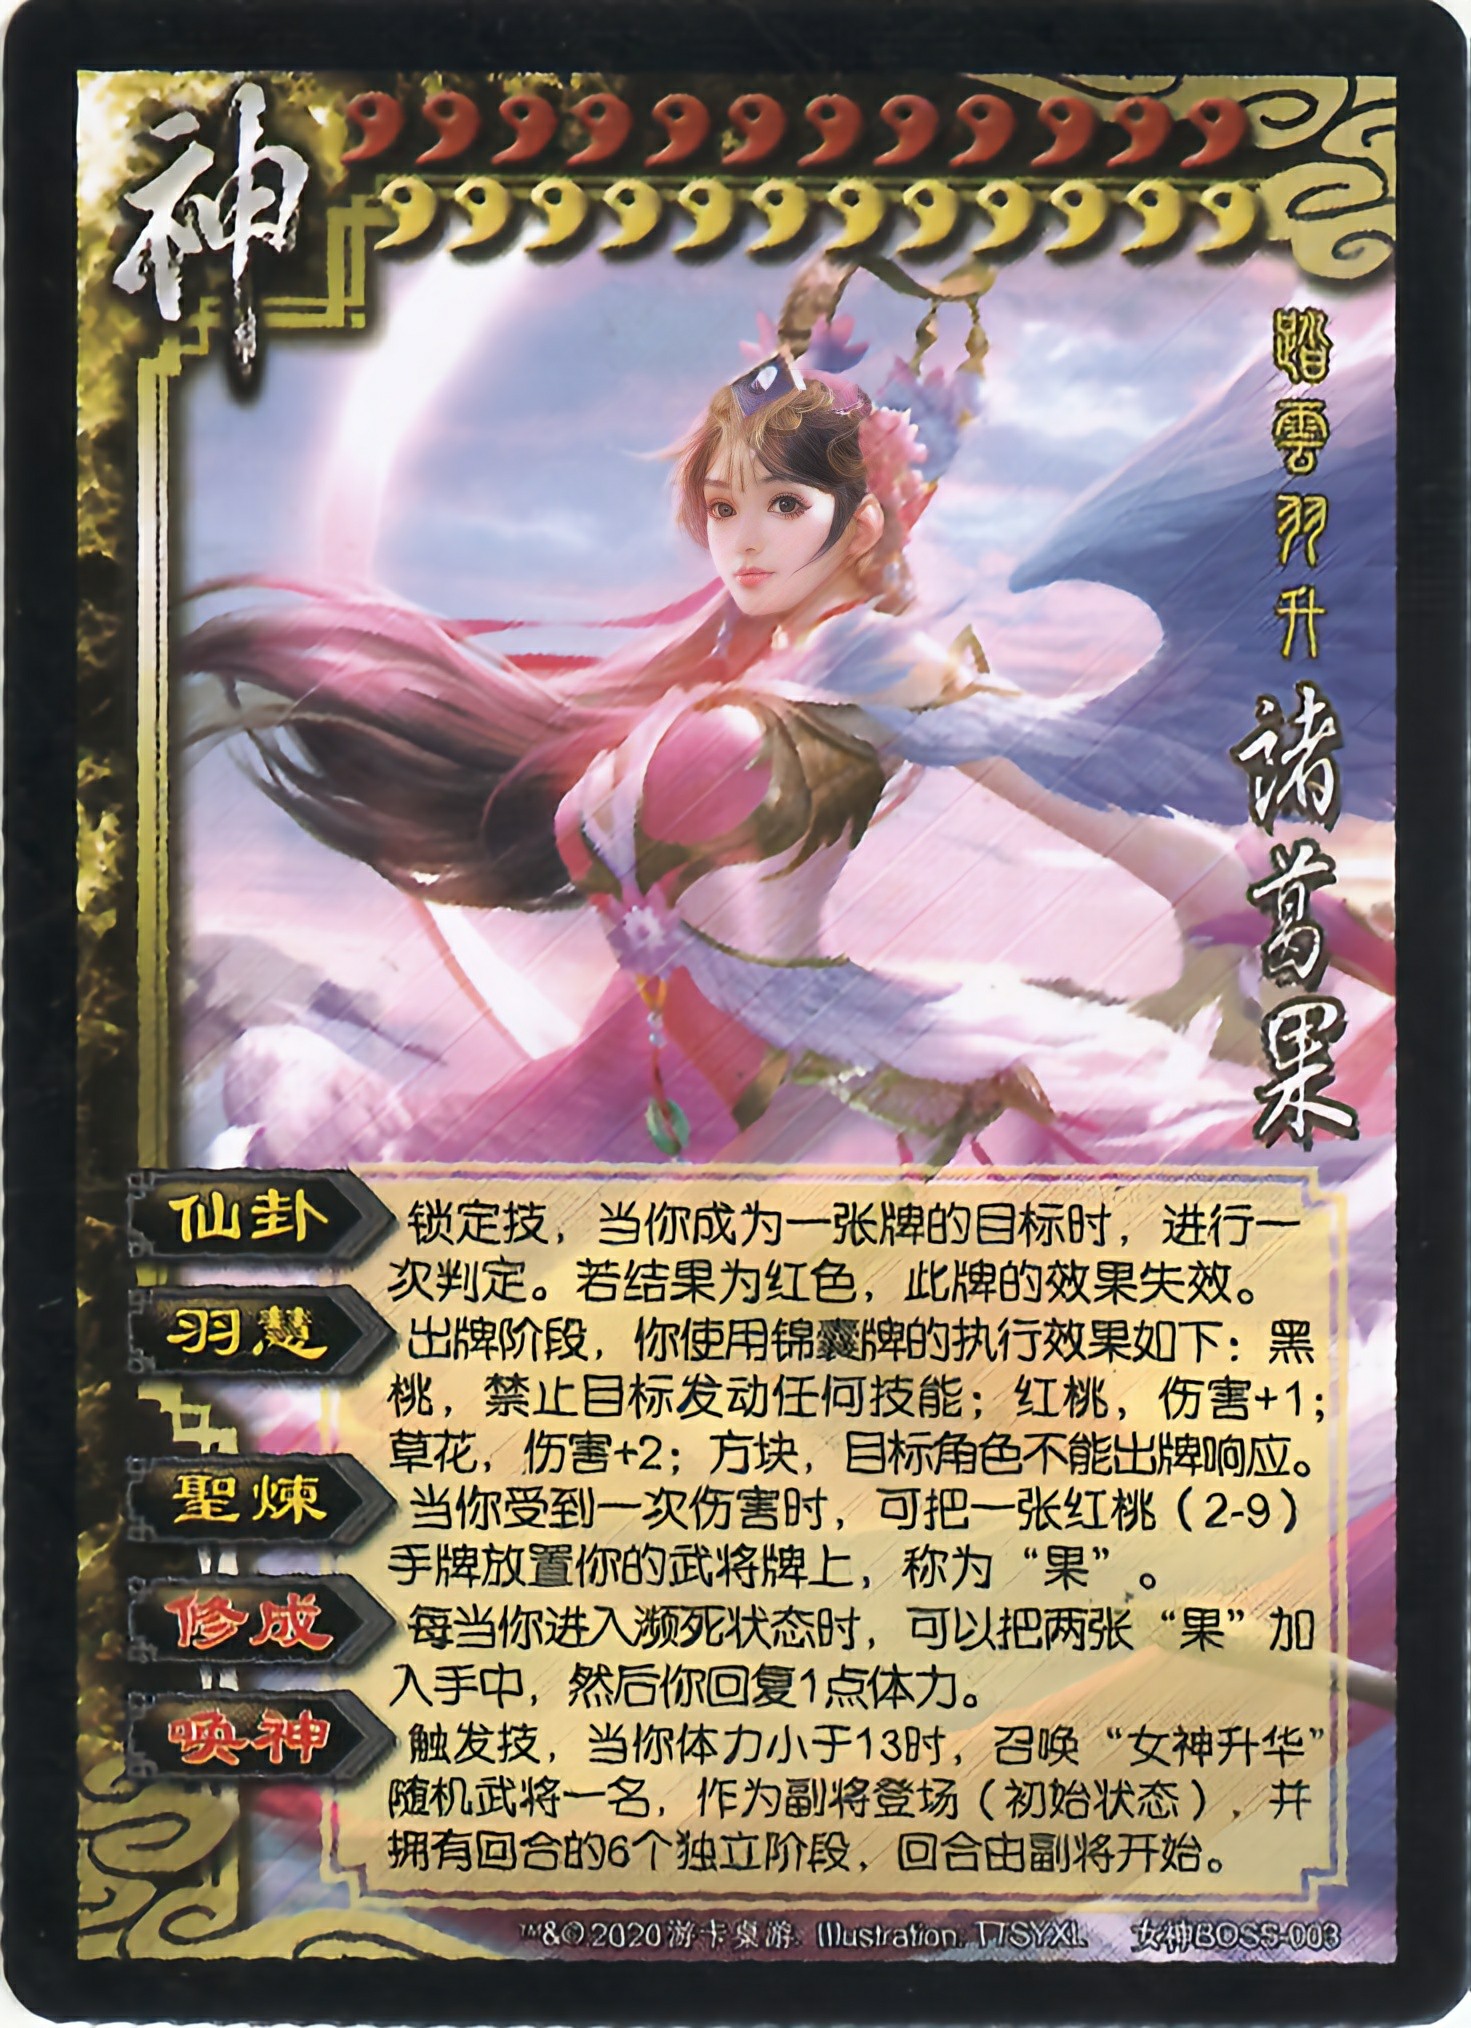 神
踏雲羽升
諸葛果
仙卦
锁定技，当你成为一张牌的目标时，进行一
次判定。若结果为红色，此牌的效果失效。
羽慧
出牌阶段，你使用锦囊牌的执行效果如下：黑
桃，禁止目标发动任何技能；红桃，伤害+1；
草花，伤害+2；方块，目标角色不能出牌响应。
聖煉
当你受到一次伤害时，可把一张红桃（2-9）
手牌放置你的武将牌上，称为“果”。
修成
每当你进入濒死状态时，可以把两张“果”加
入手中，然后你回复1点体力。
唤神
触发技，当你体力小于13时，召唤“女神升华”
随机武将一名，作为副将登场（初始状态），并
拥有回合的6个独立阶段，回合由副将开始。
™&©2020游卡桌游. Illustration. TTSYXL 女神BOSS-003